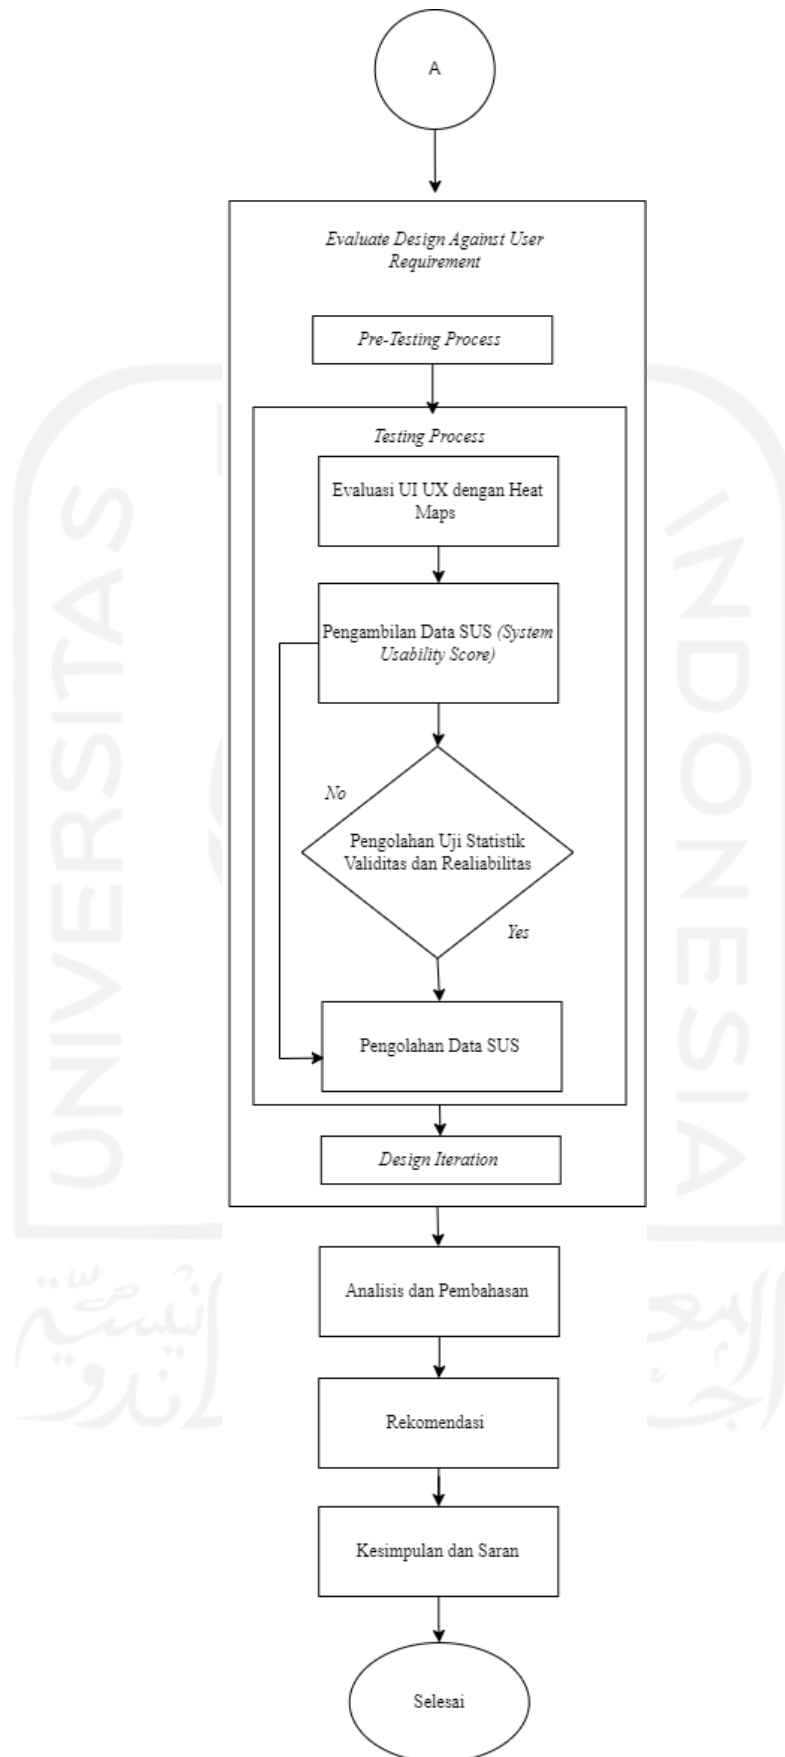 A
Evaluate Design Against User
Requirement
Pre-Testing Process
Testing Process
Evaluasi UI UX dengan Heat
Maps
Pengambilan Data SUS (System
Usability Score)
No
Pengolahan Uji Statistik
Validitas dan Realiabilitas
Yes
Pengolahan Data SUS
Design Iteration
Analisis dan Pembahasan
Rekomendasi
Kesimpulan dan Saran
Selesai
UNIVERSITAS
INDONESIA